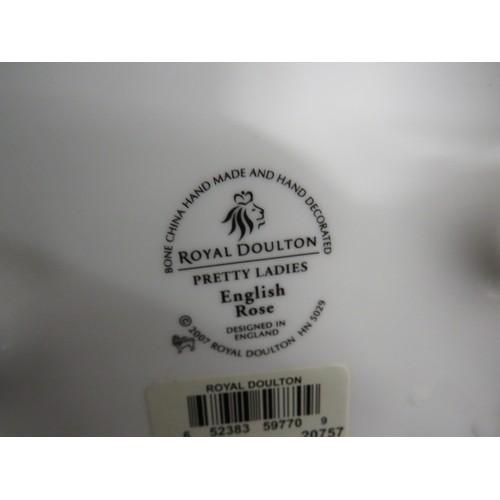 BONE CHINA HAND MADE AND HAND DECORATED
ROYAL DOULTON
PRETTY LADIES
English
Rose
DESIGNED IN
ENGLAND
© 2007 ROYAL DOULTON HN 5029
ROYAL DOULTON
52383 59770 9
20757